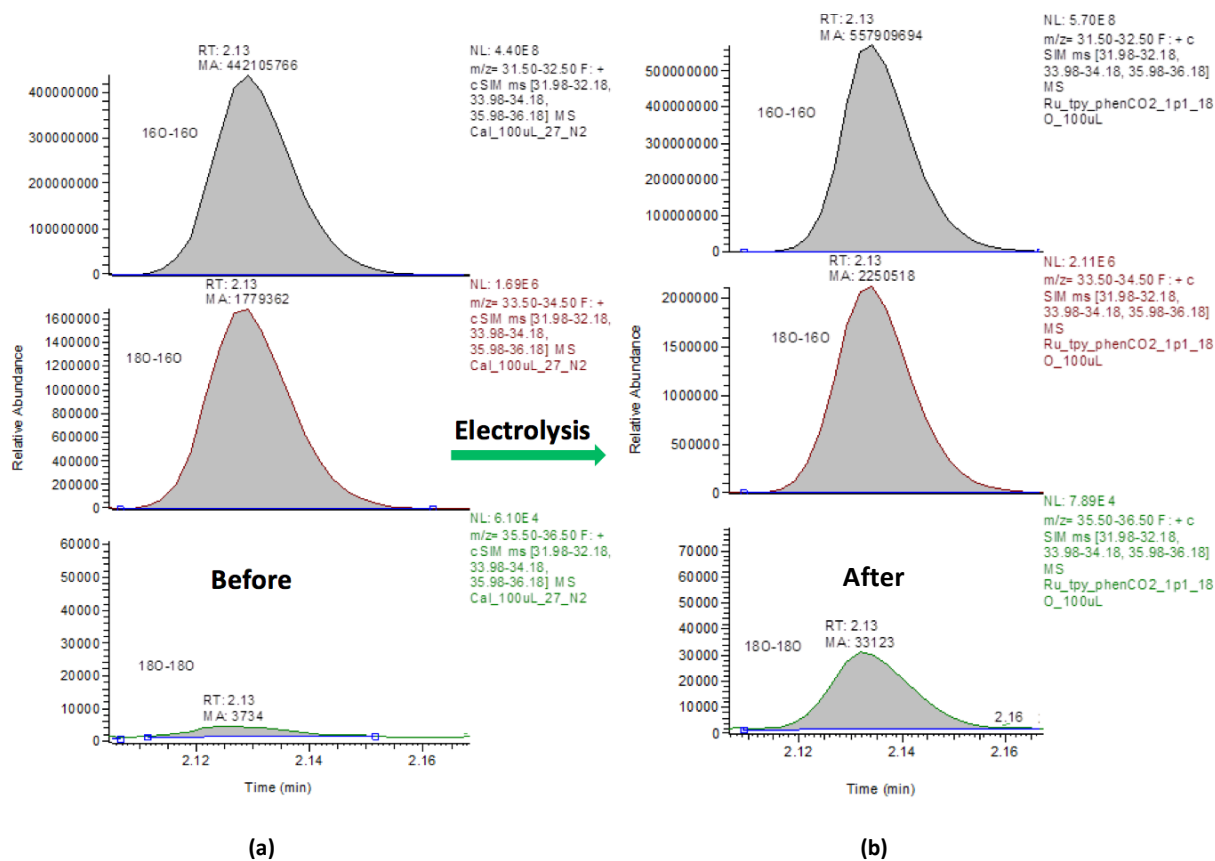 RT: 2.13
MA: 442105766
NL: 4.40E8
m/z= 31.50-32.50 F: +
cSIM ms [31.98-32.18,
33.98-34.18,
35.98-36.18] MS
Cal_100uL_27_N2
400000000
300000000
200000000
100000000
0
16O-16O
RT: 2.13
MA: 1779362
NL: 1.69E6
m/z= 33.50-34.50 F: +
cSIM ms [31.98-32.18,
33.98-34.18,
35.98-36.18] MS
Cal_100uL_27_N2
1600000
1400000
1200000
1000000
800000
600000
400000
200000
0
18O-16O
Relative Abundance
NL: 6.10E4
m/z= 35.50-36.50 F: +
cSIM ms [31.98-32.18,
33.98-34.18,
35.98-36.18] MS
Cal_100uL_27_N2
60000
50000
40000
30000
20000
10000
0
Before
18O-18O
RT: 2.13
MA: 3734
2.12
2.14
2.16
Time (min)
(a)
Electrolysis
RT: 2.13
MA: 557909694
NL: 5.70E8
m/z= 31.50-32.50 F: + c
SIM ms [31.98-32.18,
33.98-34.18, 35.98-36.18]
MS
Ru_tpy_phenCO2_1p1_18
O_100uL
500000000
400000000
300000000
200000000
100000000
0
16O-16O
RT: 2.13
MA: 2250518
NL: 2.11E6
m/z= 33.50-34.50 F: + c
SIM ms [31.98-32.18,
33.98-34.18, 35.98-36.18]
MS
Ru_tpy_phenCO2_1p1_18
O_100uL
2000000
1500000
1000000
500000
0
18O-16O
Relative Abundance
NL: 7.89E4
m/z= 35.50-36.50 F: + c
SIM ms [31.98-32.18,
33.98-34.18, 35.98-36.18]
MS
Ru_tpy_phenCO2_1p1_18
O_100uL
70000
60000
50000
40000
30000
20000
10000
0
After
RT: 2.13
MA: 33123
18O-18O
2.16
2.12
2.14
2.16
Time (min)
(b)